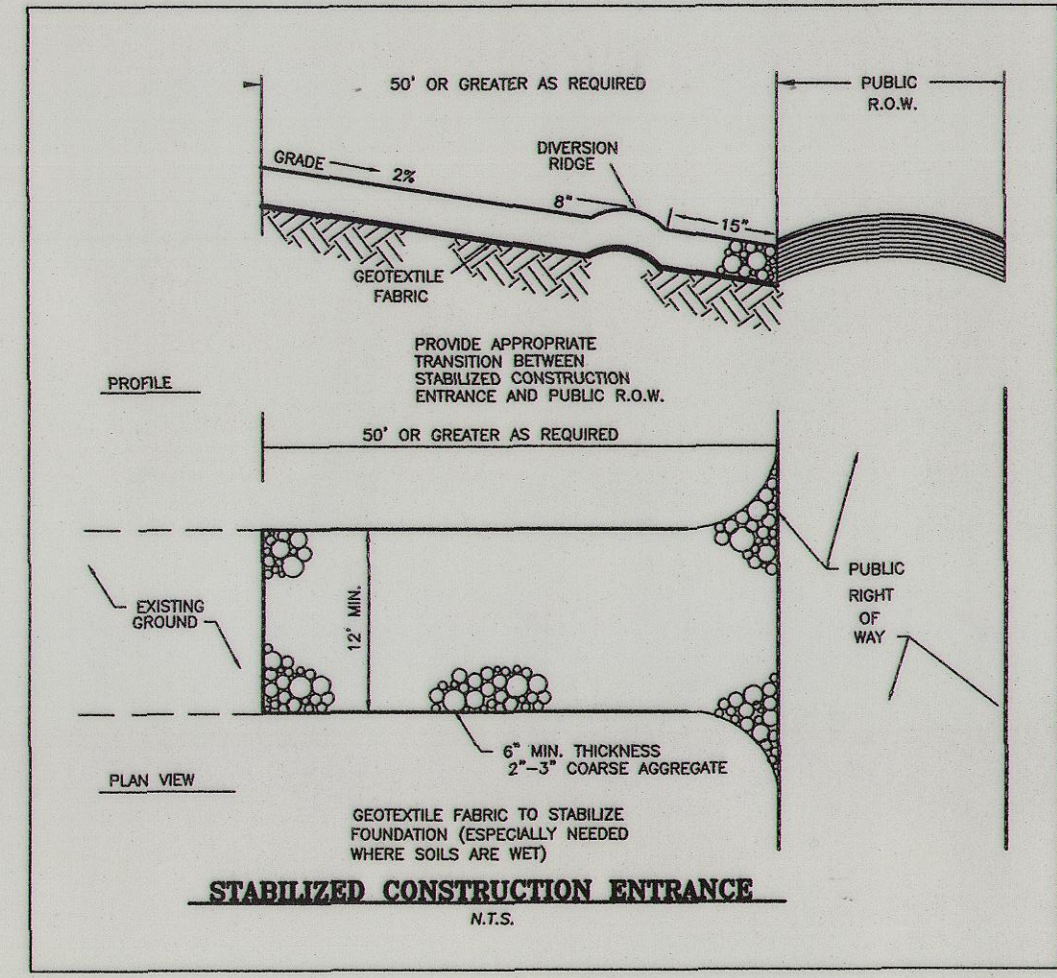 50' OR GREATER AS REQUIRED
PUBLIC
R.O.W.
GRADE
2%
DIVERSION
RIDGE
8"
15"
GEOTEXTILE
FABRIC
PROVIDE APPROPRIATE
TRANSITION BETWEEN
STABILIZED CONSTRUCTION
ENTRANCE AND PUBLIC R.O.W.
PROFILE
50' OR GREATER AS REQUIRED
EXISTING
GROUND
12' MIN.
PUBLIC
RIGHT
OF
WAY
6" MIN. THICKNESS
2"-3" COARSE AGGREGATE
PLAN VIEW
GEOTEXTILE FABRIC TO STABILIZE
FOUNDATION (ESPECIALLY NEEDED
WHERE SOILS ARE WET)
STABILIZED CONSTRUCTION ENTRANCE
N.T.S.